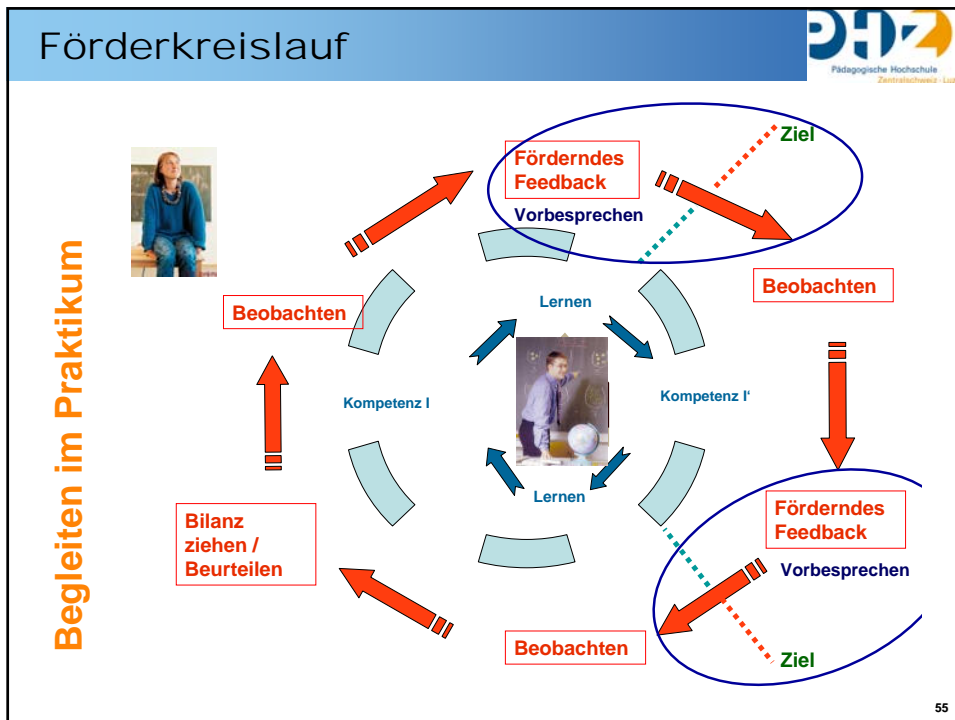 Förderkreislauf
PHZ
Pädagogische Hochschule
Zentralschweiz - Luz
Begleiten im Praktikum
Förderndes
Feedback
Vorbesprechen
Ziel
Beobachten
Beobachten
Lernen
Kompetenz I
Kompetenz I‘
Lernen
Bilanz
ziehen /
Beurteilen
Förderndes
Feedback
Vorbesprechen
Beobachten
Ziel
55